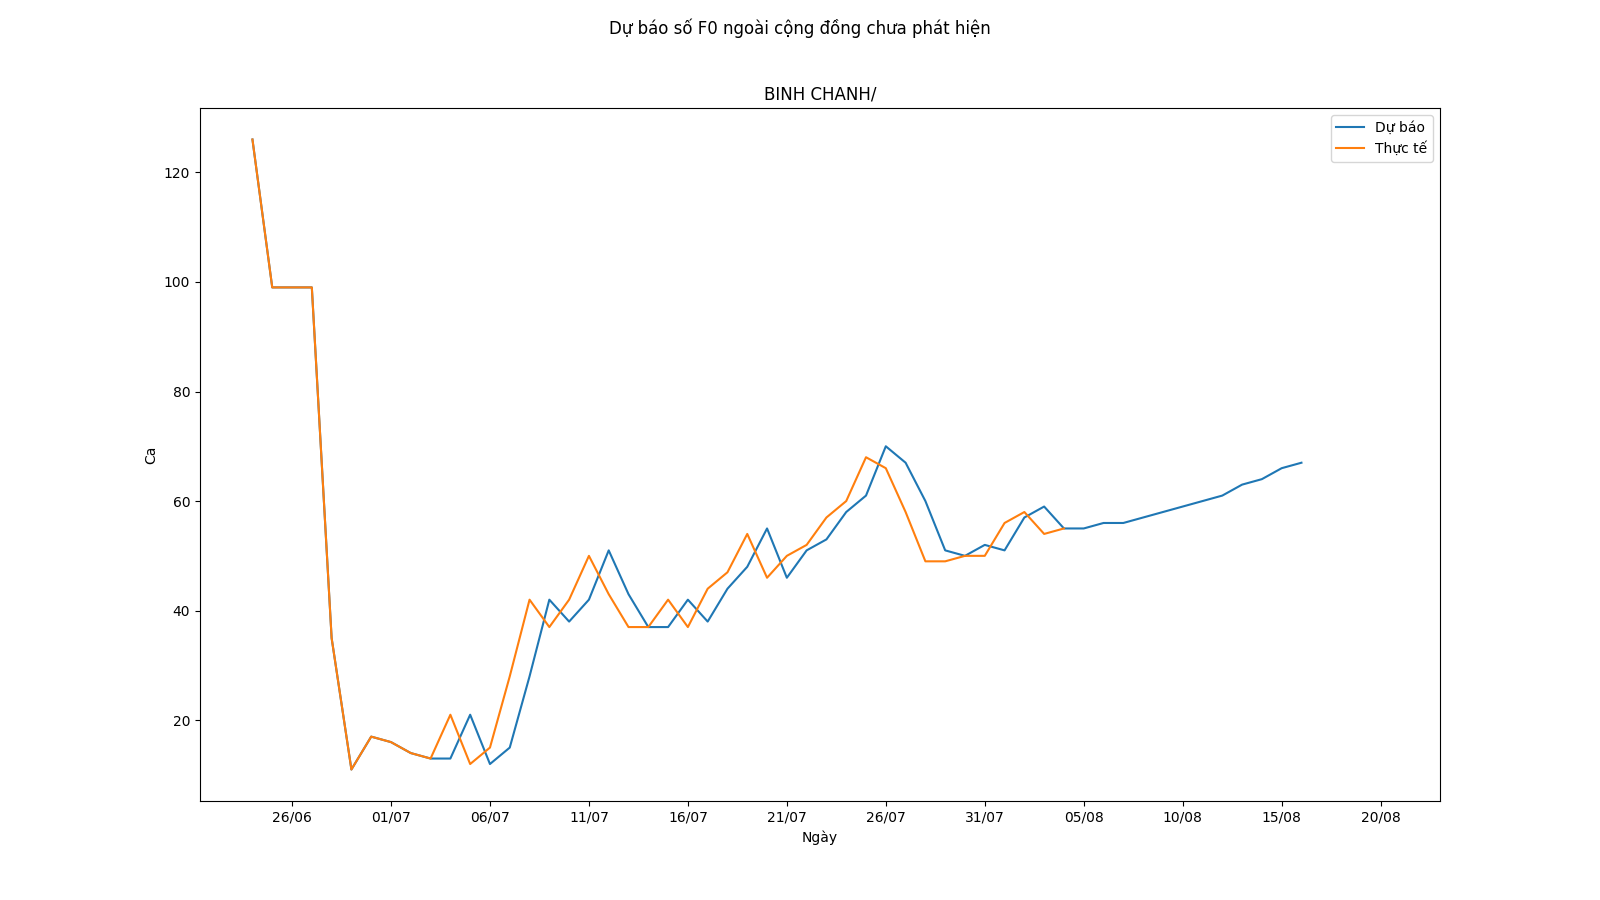 Dự báo số F0 ngoài cộng đồng chưa phát hiện
BINH CHANH/
Dự báo
Thực tế
120
100
80
60
40
20
Ca
26/06 01/07 06/07 11/07 16/07 21/07 26/07 31/07 05/08 10/08 15/08 20/08
Ngày